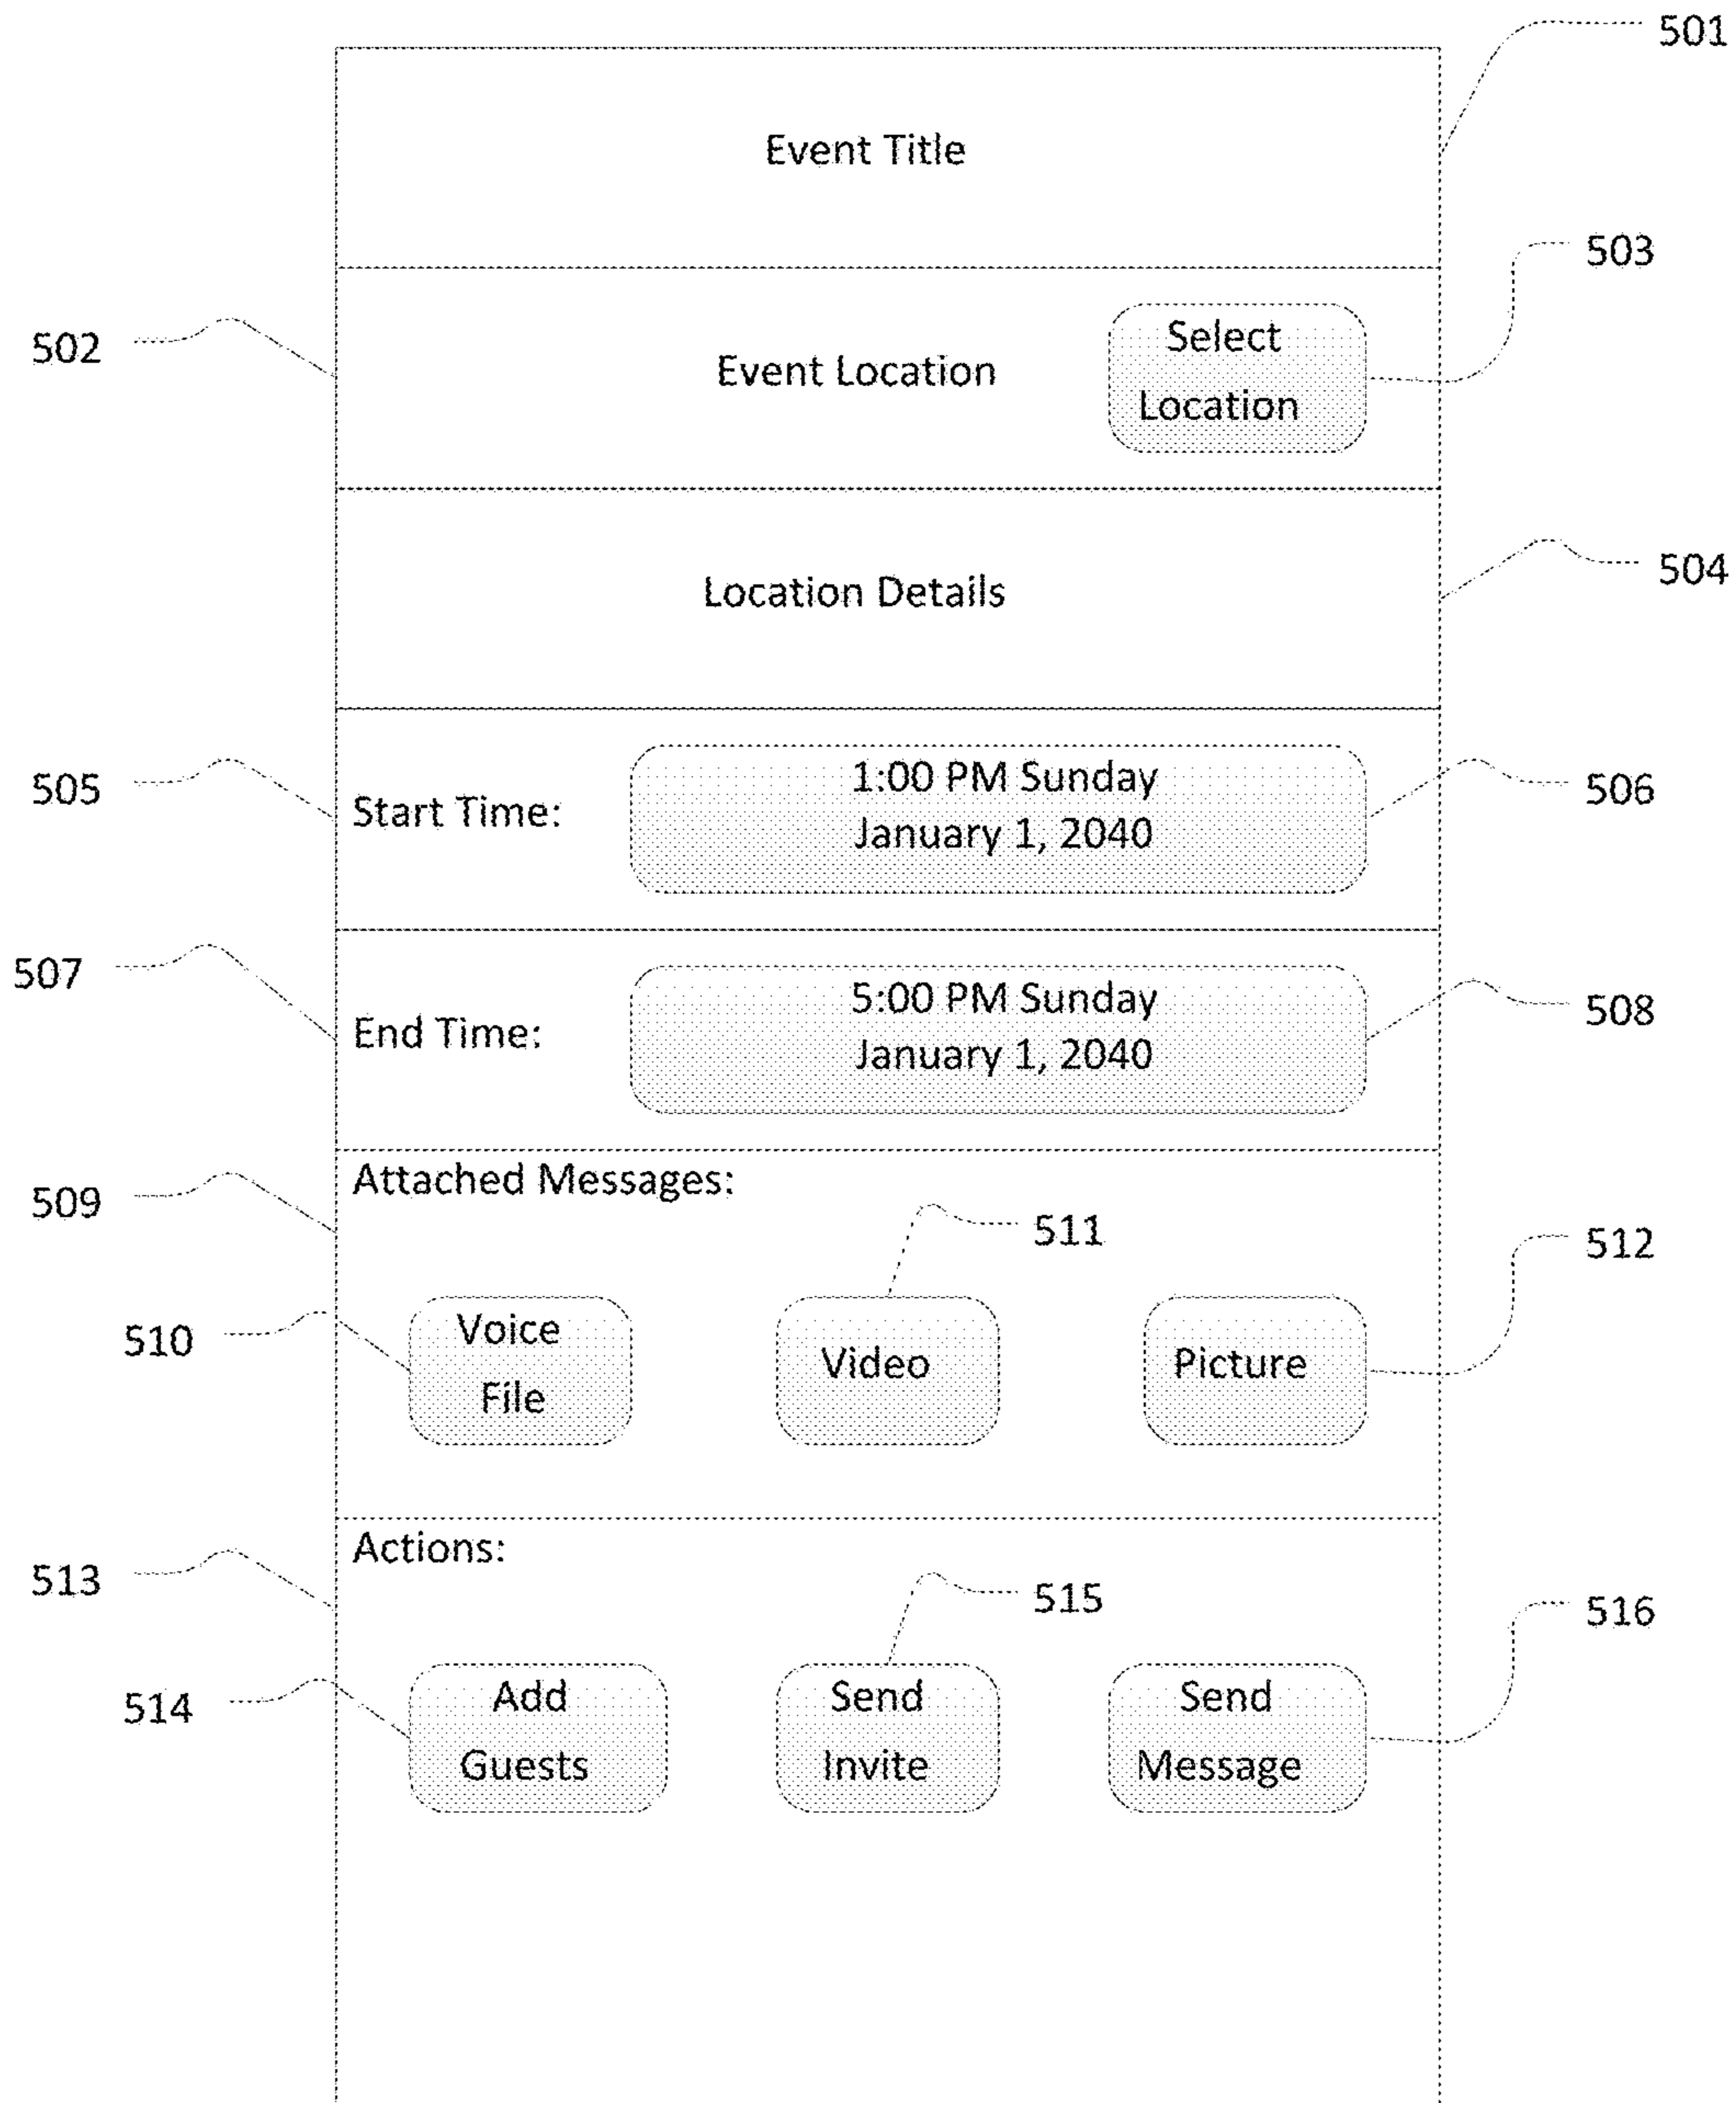 501
Event Title
503
502
Event Location
Select
Location
504
Location Details
505
Start Time:
1:00 PM Sunday
January 1, 2040
506
507
End Time:
5:00 PM Sunday
January 1, 2040
508
509
Attached Messages:
511
512
510
Voice
File
Video
Picture
513
Actions:
515
516
514
Add
Guests
Send
Invite
Send
Message